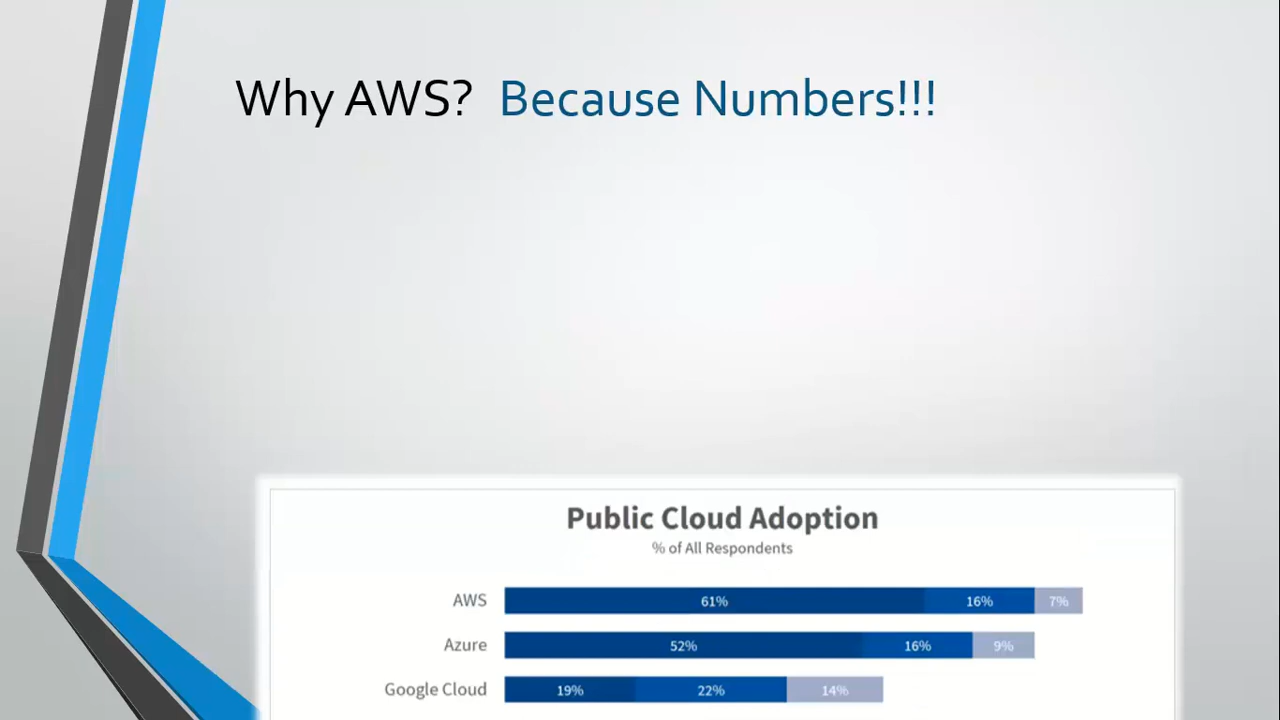 Why AWS? Because Numbers!!!
Public Cloud Adoption
% of All Respondents
AWS 61% 16% 7%
Azure 52% 16% 9%
Google Cloud 19% 22% 14%